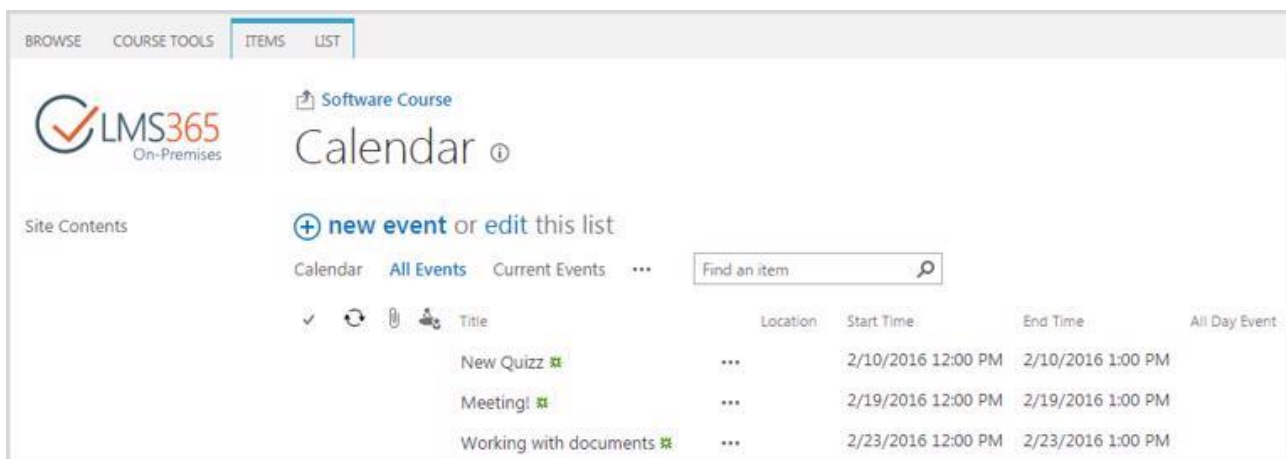 BROWSE COURSE TOOLS ITEMS LIST
LMS365
On-Premises
Software Course
Calendar
Site Contents
new event or edit this list
Calendar All Events Current Events ••• Find an item
Title Location Start Time End Time All Day Event
New Quizz ••• 2/10/2016 12:00 PM 2/10/2016 1:00 PM
Meeting! ••• 2/19/2016 12:00 PM 2/19/2016 1:00 PM
Working with documents ••• 2/23/2016 12:00 PM 2/23/2016 1:00 PM